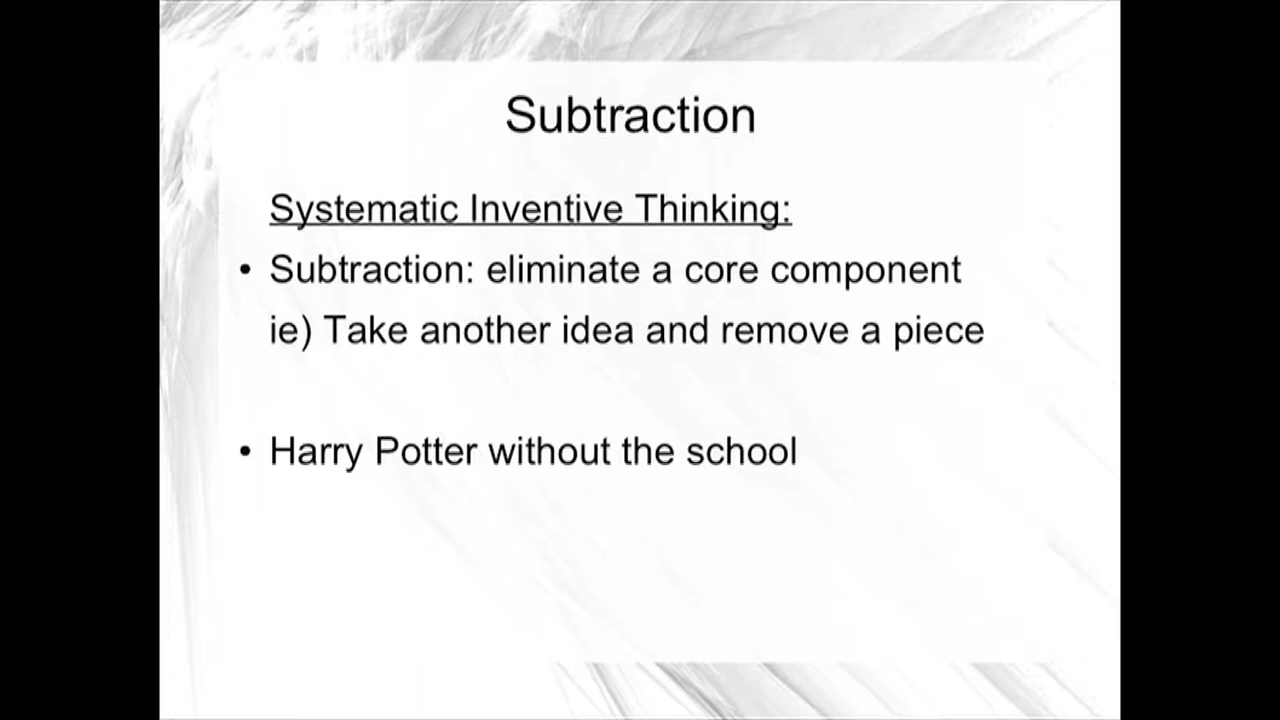 Subtraction
Systematic Inventive Thinking:
• Subtraction: eliminate a core component
ie) Take another idea and remove a piece
• Harry Potter without the school